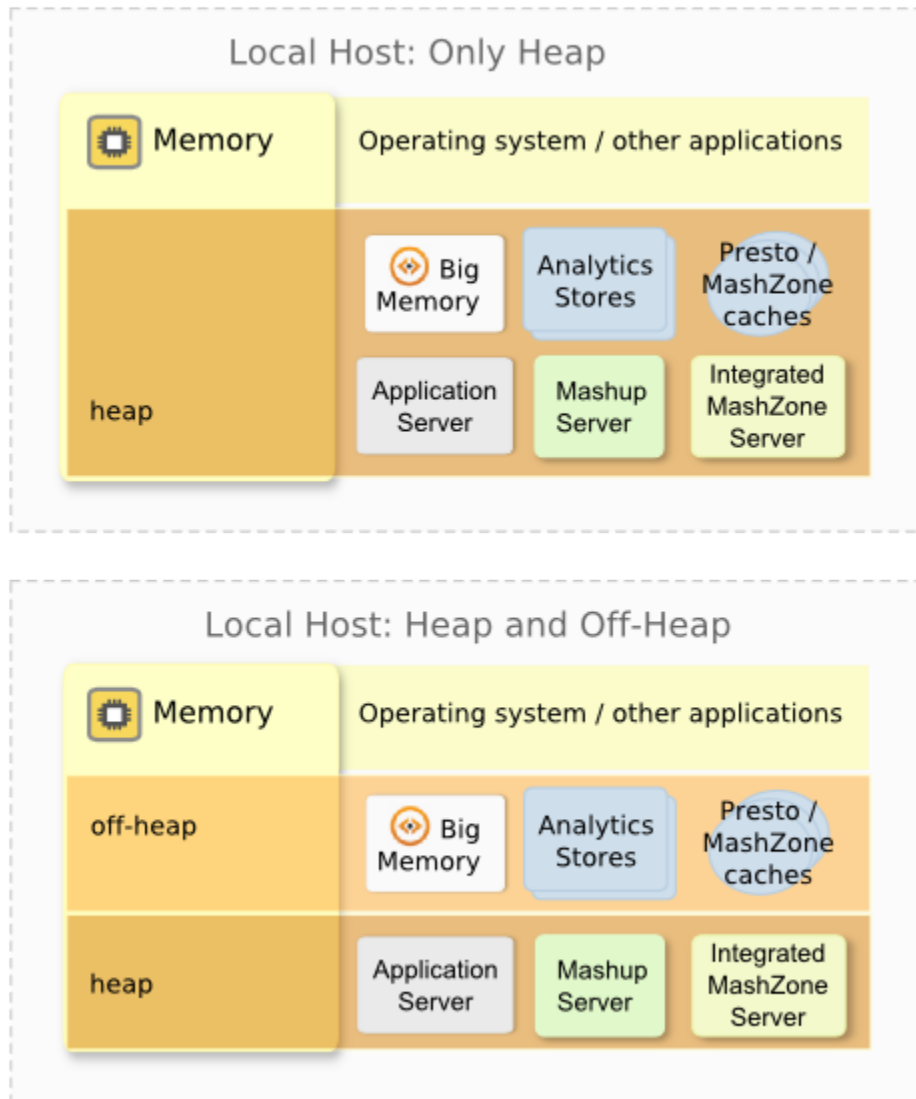 Local Host: Only Heap
Memory
Operating system / other applications
heap
Big
Memory
Analytics
Stores
Presto /
MashZone
caches
Application
Server
Mashup
Server
Integrated
MashZone
Server
Local Host: Heap and Off-Heap
Memory
Operating system / other applications
off-heap
Big
Memory
Analytics
Stores
Presto /
MashZone
caches
heap
Application
Server
Mashup
Server
Integrated
MashZone
Server